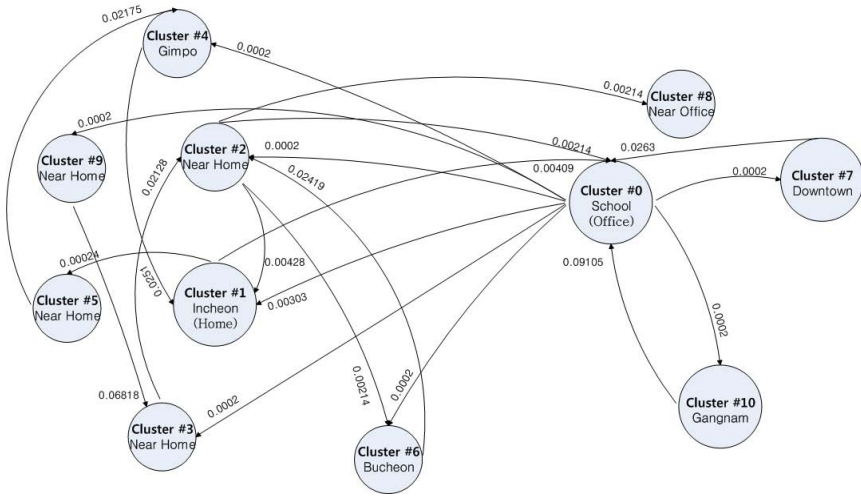 0.02175
Cluster #4
Gimpo
0.0002
0.00214
Cluster #8
Near Office
0.0002
Cluster #2
Near Home
0.0002
0.00214
0.0263
Cluster #9
Near Home
0.02128
0.02419
0.00409
Cluster #0
School
(Office)
0.0002
Cluster #7
Downtown
0.00024
0.0251
0.00428
0.09105
Cluster #5
Near Home
Cluster #1
Incheon
(Home)
0.00303
0.0002
0.06818
0.0002
0.00214
0.0002
Cluster #3
Near Home
Cluster #6
Bucheon
Cluster #10
Gangnam